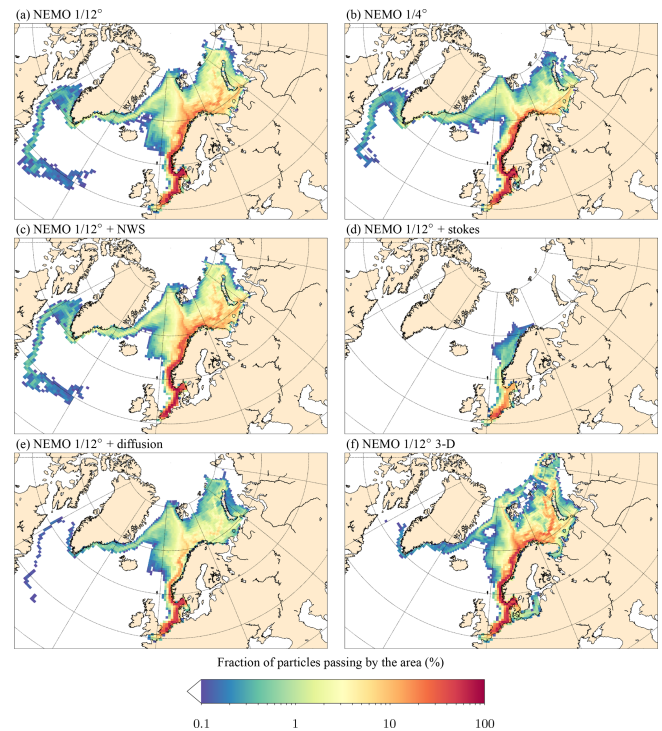 (a) NEMO 1/12°
(b) NEMO 1/4°
(c) NEMO 1/12° + NWS
(d) NEMO 1/12° + stokes
(e) NEMO 1/12° + diffusion
(f) NEMO 1/12° 3-D
Fraction of particles passing by the area (%)
0.1 1 10 100